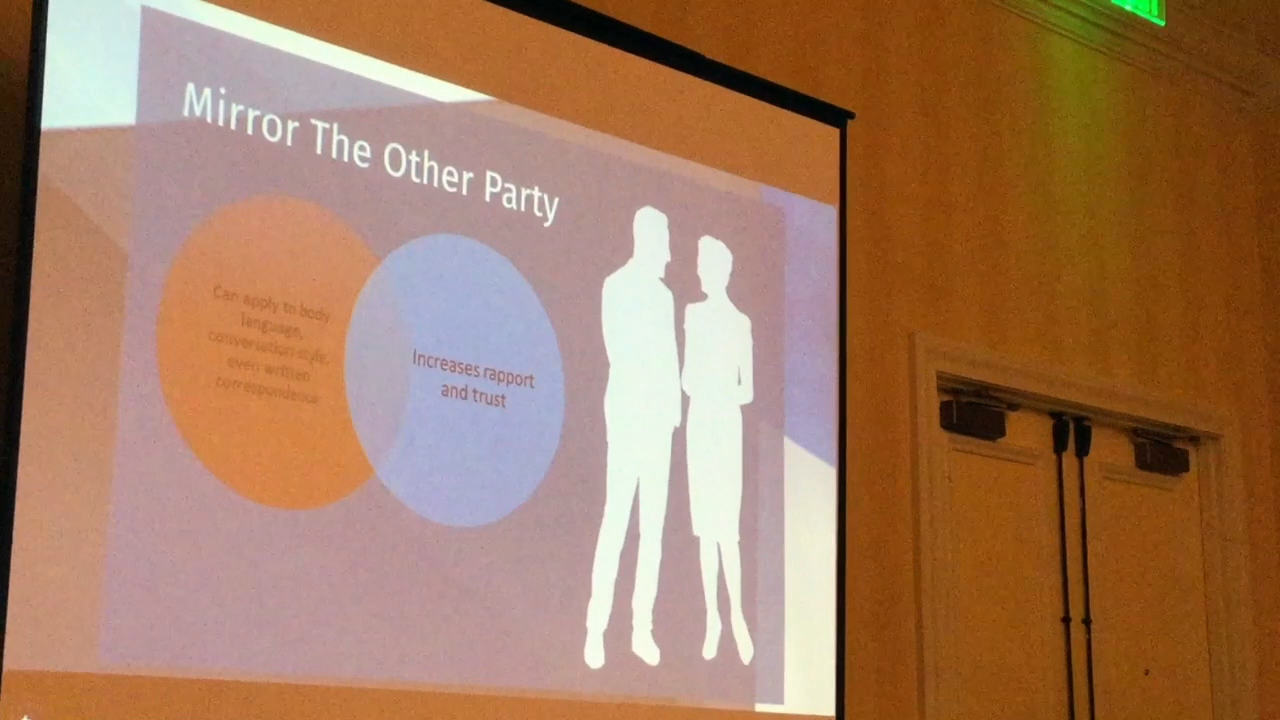 Mirror The Other Party
Can apply to body
language,
conversation style,
even written
correspondence
Increases rapport
and trust